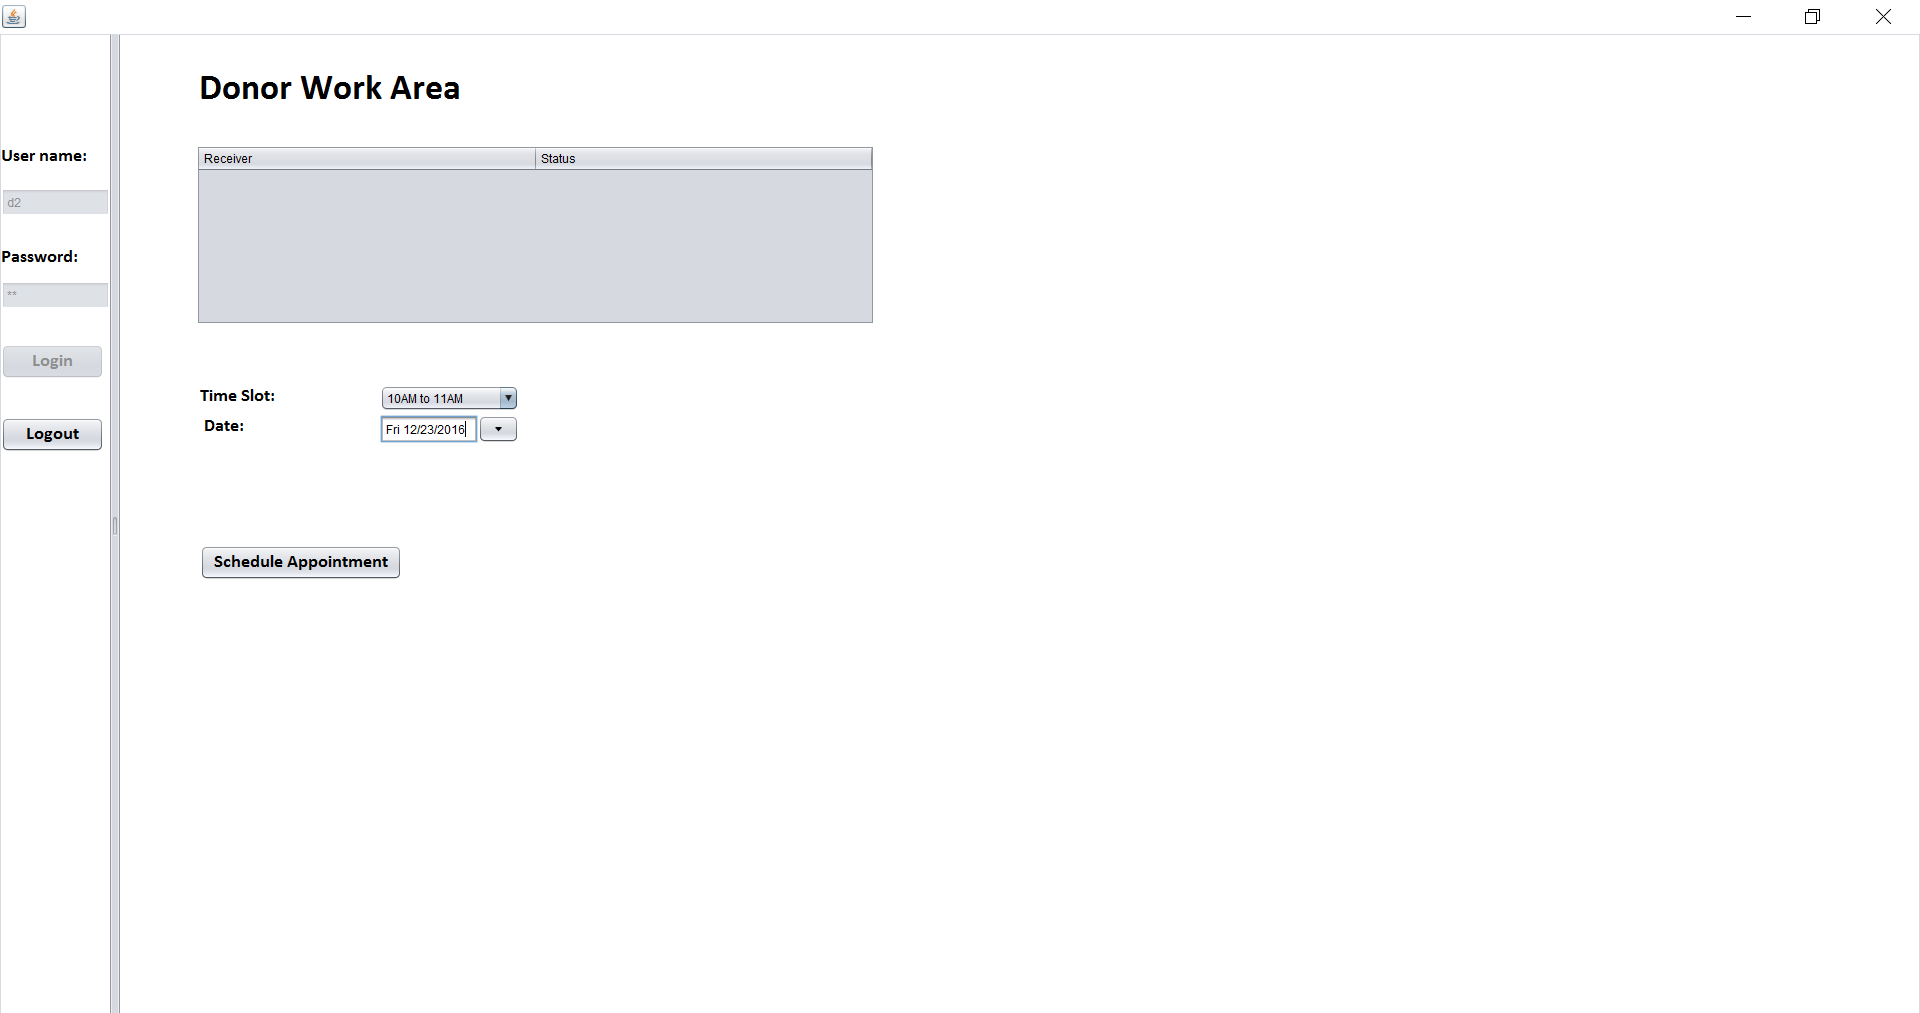 Donor Work Area
User name:
d2
Password:
**
Login
Logout
Receiver Status
Time Slot: 10AM to 11AM
Date: Fri 12/23/2016
Schedule Appointment